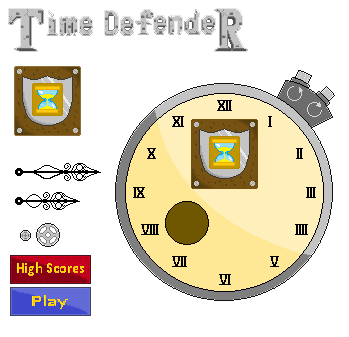 Time Defender
XII
XI I
X II
IX III
VIII IIII
VII V
VI
High Scores
Play